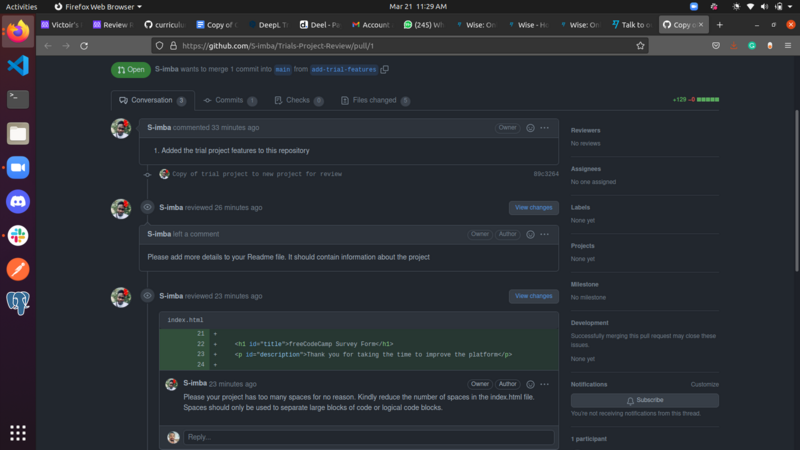 Activities
Firefox Web Browser
Mar 21 11:29 AM
Victoir's
Review R
curriculu
Copy of C
DeepL T
Deel - Pa
Account
(245) W
Wise: On
Wise - Ho
Wise: On
Talk to e
Copy o
https://github.com/S-imba/Trials-Project-Review/pull/1
Open
S-imba wants to merge 1 commit into main from add-trial-features
Conversation 3
Commits 1
Checks 0
Files changed
+129 −0
S-imba commented 33 minutes ago
Owner
1. Added the trial project features to this repository
Copy of trial project to new project for review
89c3264
S-imba reviewed 26 minutes ago
View changes
S-imba left a comment
Owner
Author
Please add more details to your Readme file. It should contain information about the project
S-imba reviewed 23 minutes ago
View changes
index.html
21 +
22 + <h1 id="title">freeCodeCamp Survey Form</h1>
23 + <p id="description">Thank you for taking the time to improve the platform</p>
24 +
S-imba 23 minutes ago
Owner
Author
Please your project has too many spaces for no reason. Kindly reduce the number of spaces in the index.html file.
Spaces should only be used to separate large blocks of code or logical code blocks.
Reply...
Reviewers
No reviews
Assignees
No one assigned
Labels
None yet
Projects
None yet
Milestone
No milestone
Development
Successfully merging this pull request may close these
issues.
None yet
Notifications
Customize
Subscribe
You're not receiving notifications from this thread.
1 participant